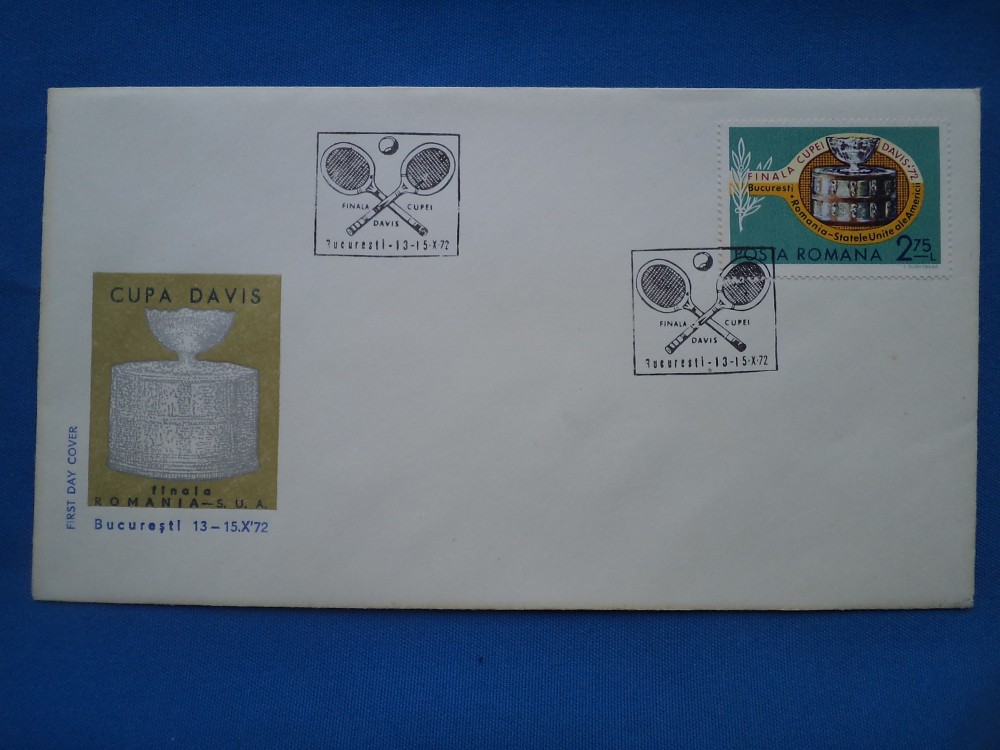 FINALA CUPEI
DAVIS
Bucuresti - 13-15·X·72
FINALA CUPEI DAVIS·'72
Bucuresti·Romania-Statele Unite ale Americii
POSTA ROMANA 2 75 L
FINALA CUPEI
DAVIS
Bucuresti - 13-15·X·72
CUPA DAVIS
finala
ROMANIA—S. U. A.
București 13—15.X'72
FIRST DAY COVER